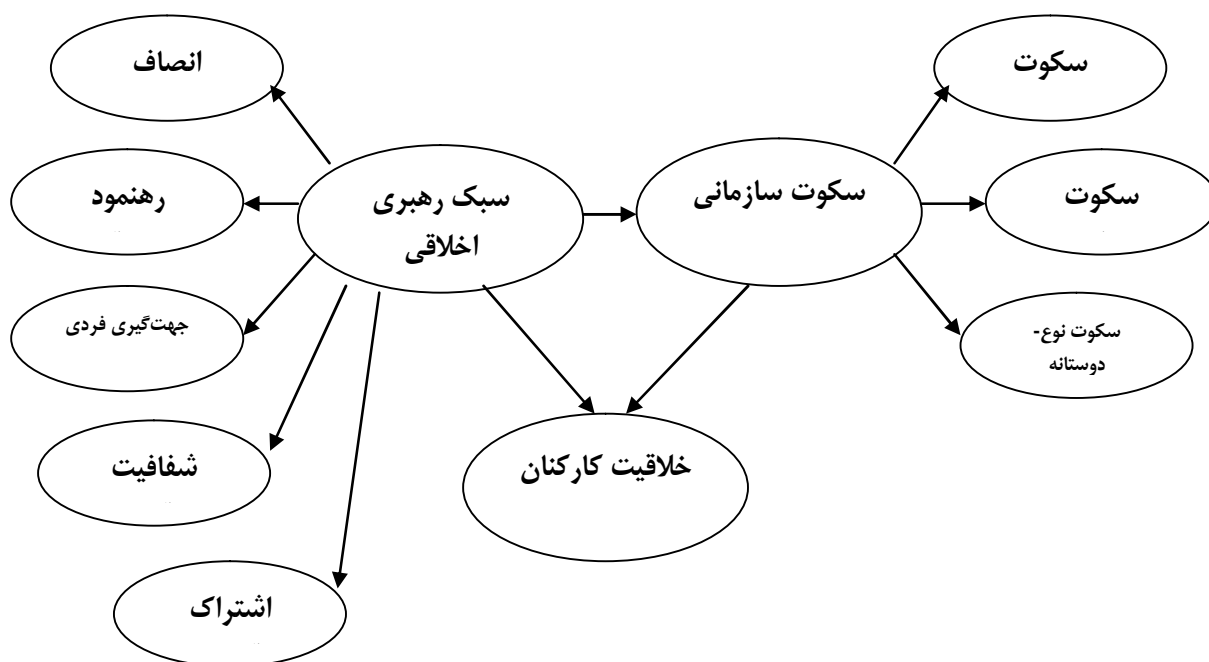 سکوت
انصاف
سکوت
سکوت سازمانی
سبک رهبری
اخلاقی
رهنمود
سکوت نوع-
دوستانه
جهت‌گیری فردی
خلاقیت کارکنان
شفافیت
اشتراک